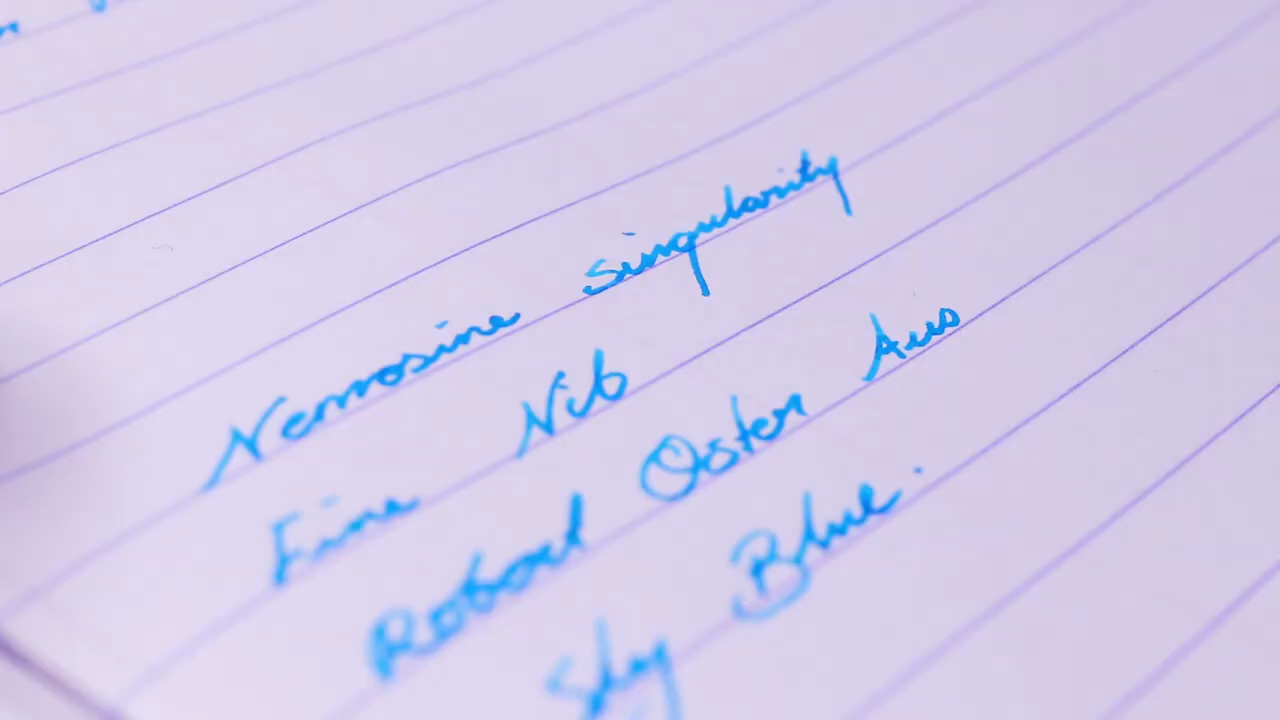 Nemosine singularity
Fine Nib
Robert Oster Aus
Sky Blue.